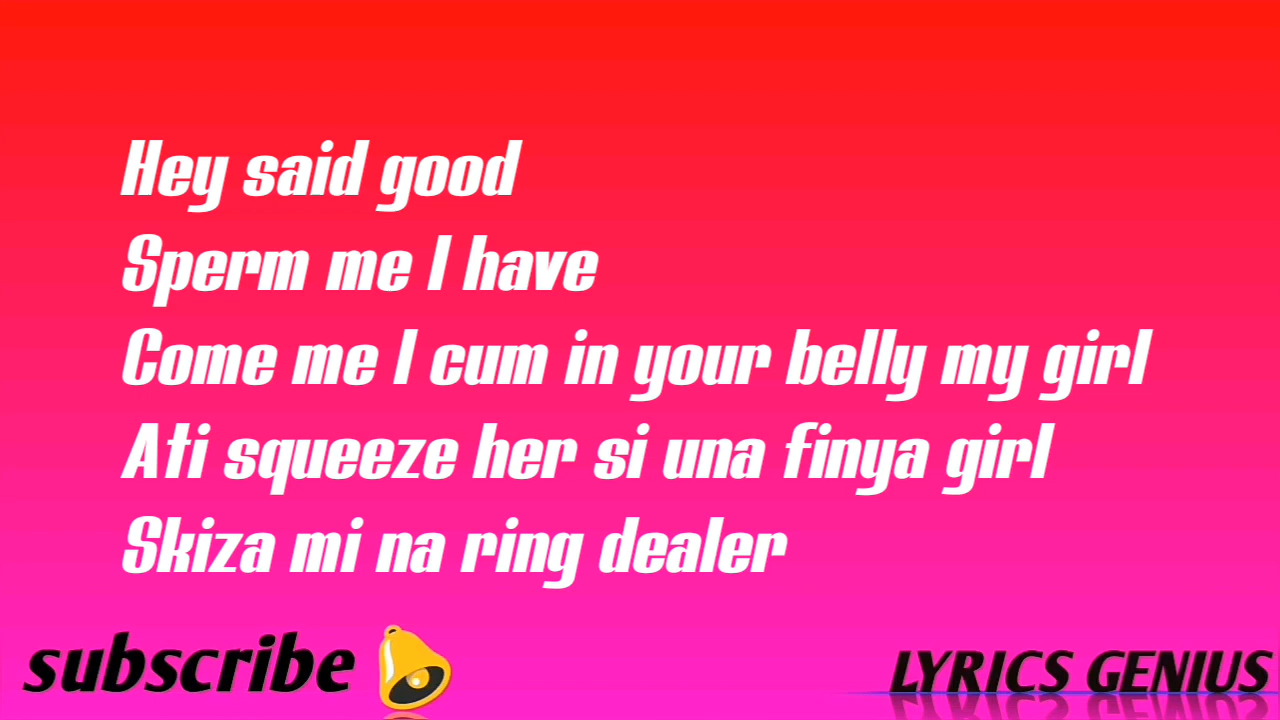 Hey said good
Sperm me I have
Come me I cum in your belly my girl
Ati squeeze her si una finya girl
Skiza mi na ring dealer
subscribe
LYRICS GENIUS